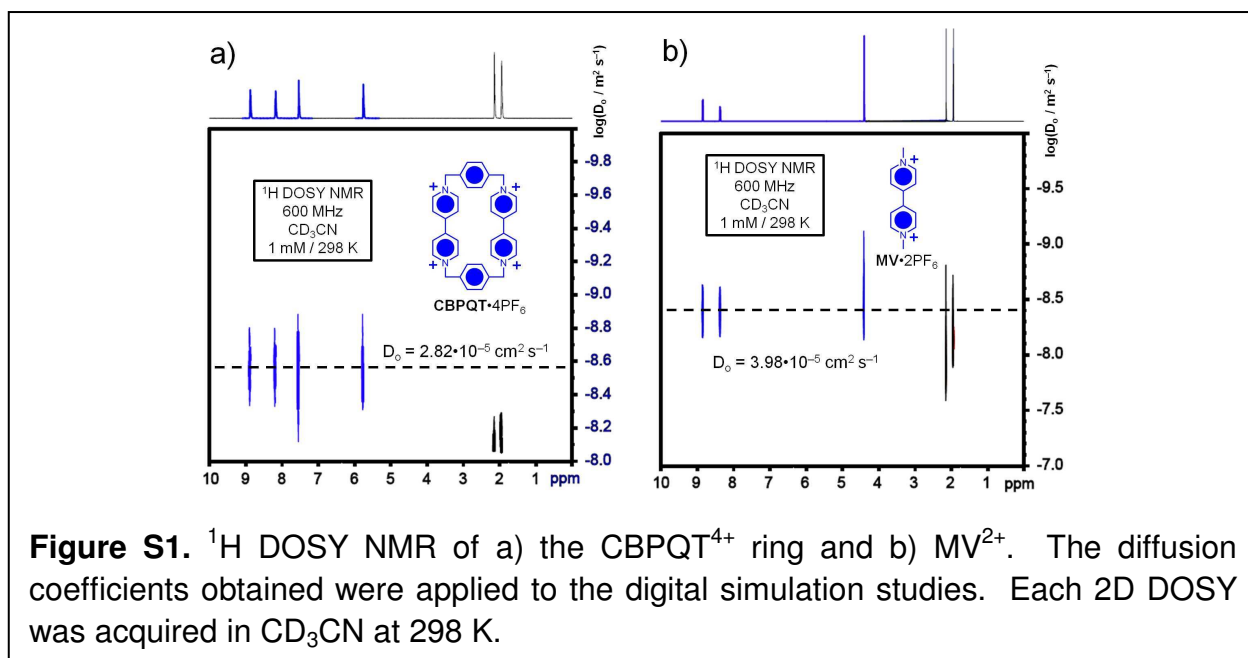 a)
log(Dₒ / m² s⁻¹)
-9.8
-9.6
-9.4
-9.2
-9.0
-8.8
-8.6
-8.4
-8.2
-8.0
¹H DOSY NMR
600 MHz
CD₃CN
1 mM / 298 K
+ N N +
+ N N +
CBPQT•4PF₆
Dₒ = 2.82•10⁻⁵ cm² s⁻¹
10 9 8 7 6 5 4 3 2 1 ppm
b)
log(Dₒ / m² s⁻¹)
-9.5
-9.0
-8.5
-8.0
-7.5
-7.0
¹H DOSY NMR
600 MHz
CD₃CN
1 mM / 298 K
N +
N +
MV•2PF₆
Dₒ = 3.98•10⁻⁵ cm² s⁻¹
10 9 8 7 6 5 4 3 2 1 ppm
Figure S1. ¹H DOSY NMR of a) the CBPQT⁴⁺ ring and b) MV²⁺. The diffusion
coefficients obtained were applied to the digital simulation studies. Each 2D DOSY
was acquired in CD₃CN at 298 K.